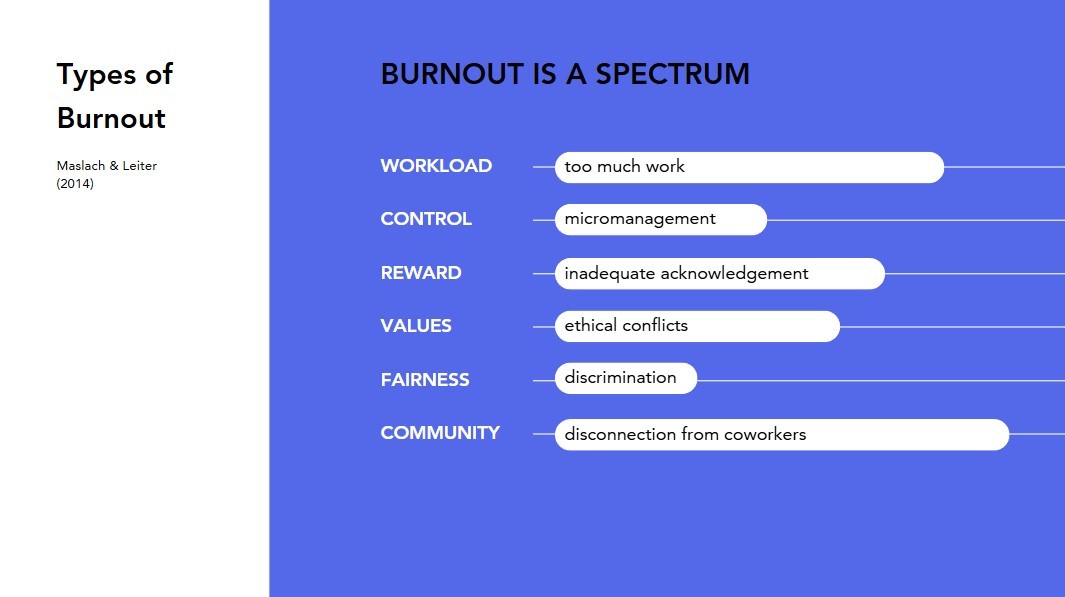 Types of
Burnout
Maslach & Leiter
(2014)
BURNOUT IS A SPECTRUM
WORKLOAD too much work
CONTROL micromanagement
REWARD inadequate acknowledgement
VALUES ethical conflicts
FAIRNESS discrimination
COMMUNITY disconnection from coworkers